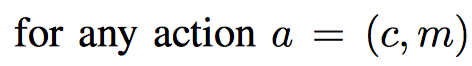 for any action a = (c, m)